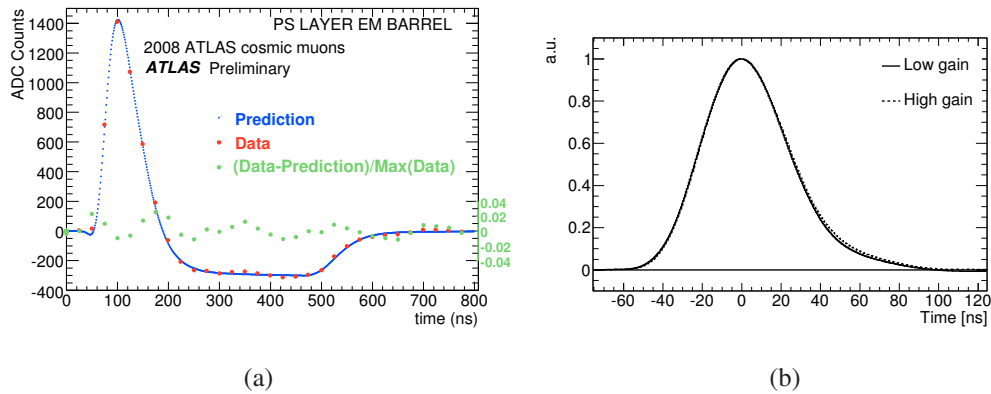 PS LAYER EM BARREL
2008 ATLAS cosmic muons
ATLAS Preliminary
Prediction
Data
(Data-Prediction)/Max(Data)
ADC Counts
1400
1200
1000
800
600
400
200
0
-200
-400
0.04
0.02
0
-0.02
-0.04
0 100 200 300 400 500 600 700 800
time (ns)
(a)
a.u.
Low gain
High gain
1
0.8
0.6
0.4
0.2
0
-60 -40 -20 0 20 40 60 80 100 120
Time [ns]
(b)